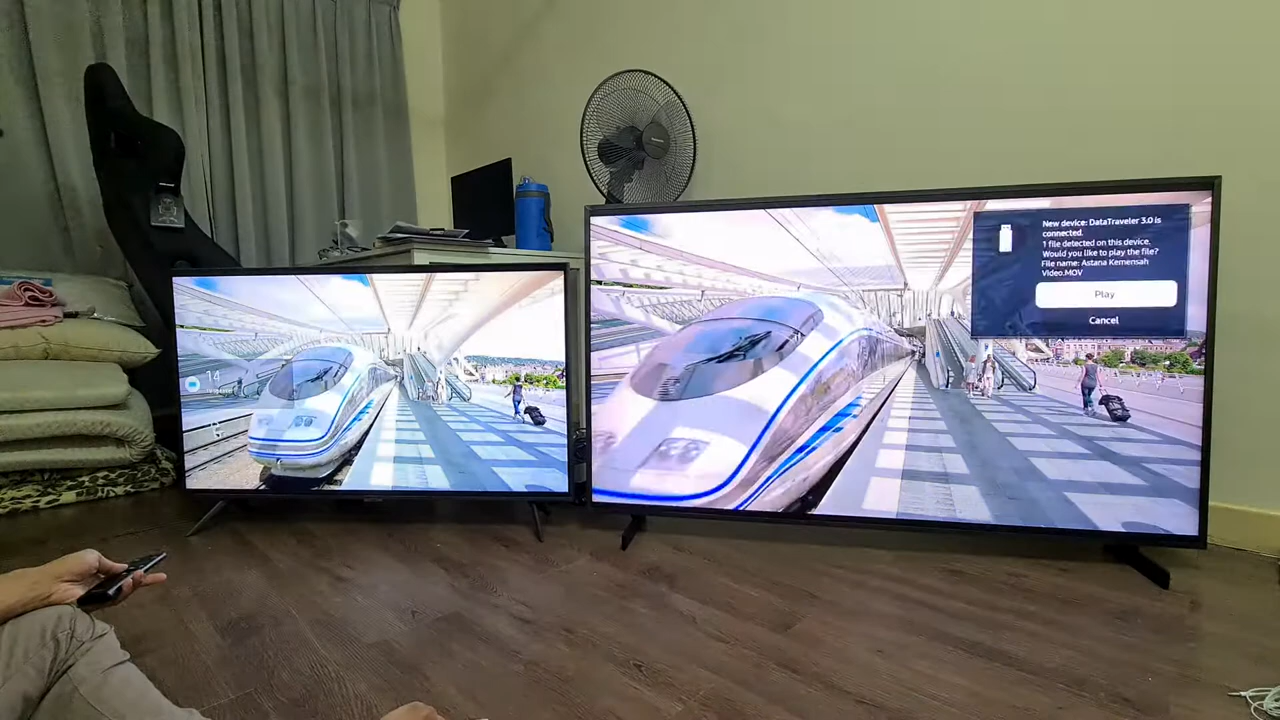 14
New device: DataTraveler 3.0 is
connected.
1 file detected on this device.
Would you like to play the file?
File name: Astana Kemensah
Video.MOV
Play
Cancel